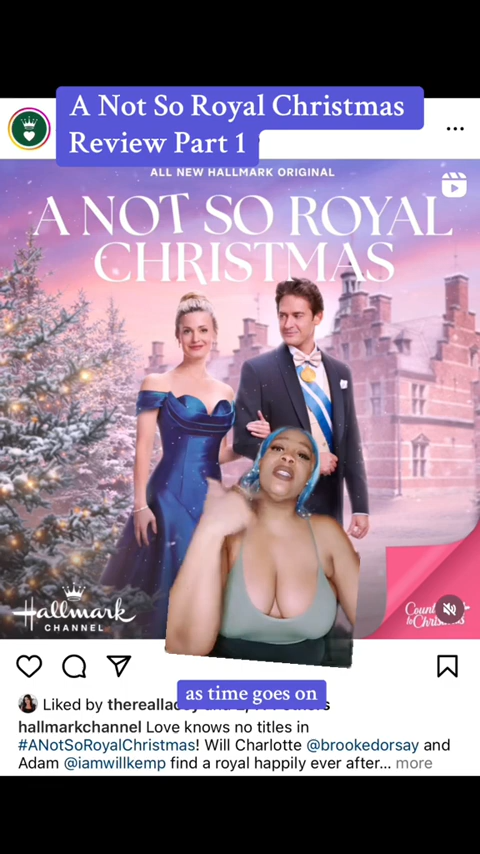 A Not So Royal Christmas
Review Part 1
ALL NEW HALLMARK ORIGINAL
A NOT SO ROYAL
CHRISTMAS
Hallmark
CHANNEL
Count
to Christmas
as time goes on
Liked by
hallmarkchannel Love knows no titles in
#ANotSoRoyalChristmas! Will Charlotte @brookedorsay and
Adam @iamwillkemp find a royal happily ever after... more